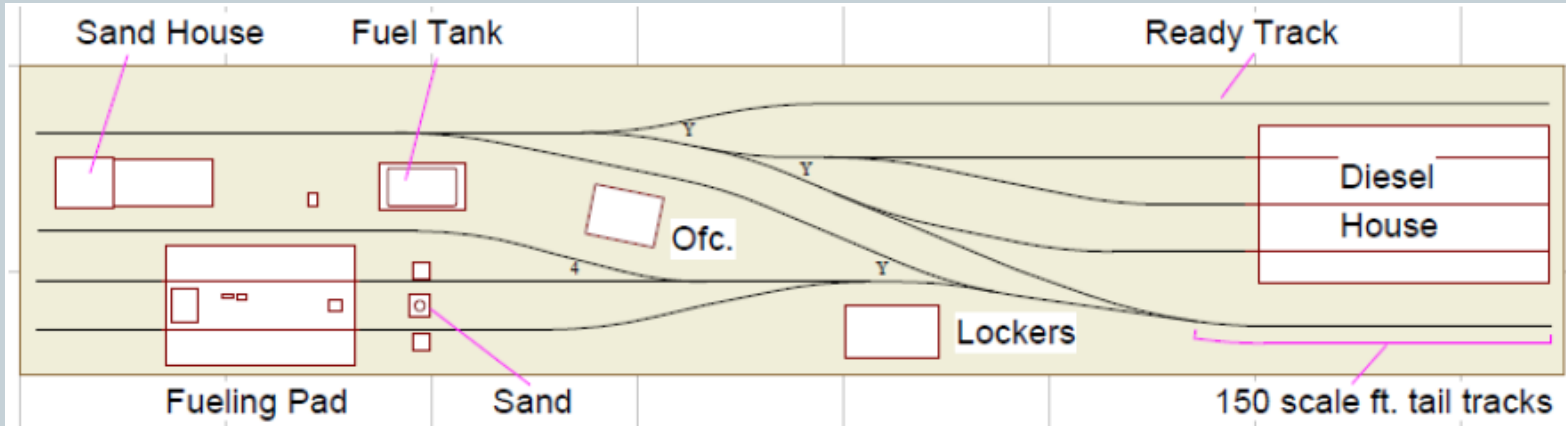 Sand House
Fuel Tank
Ready Track
Y
Y
Diesel
House
Ofc.
4
Y
Lockers
Fueling Pad
Sand
150 scale ft. tail tracks